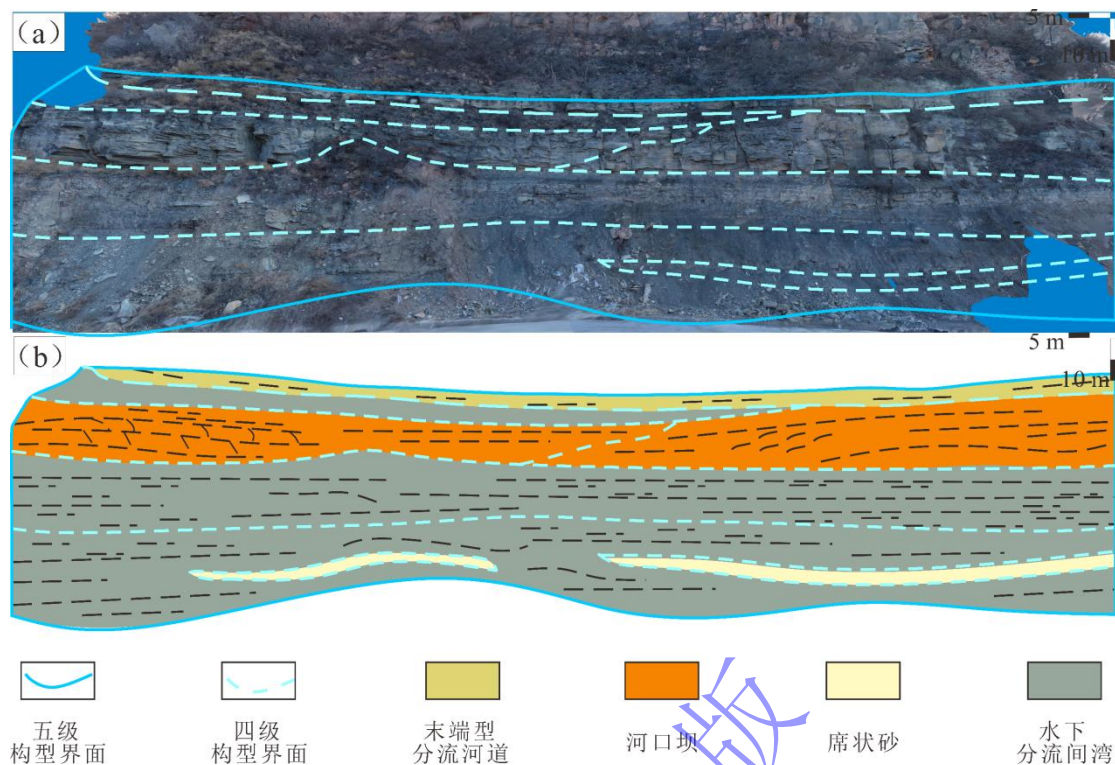 (a)
5 m
10 m
(b)
5 m
10 m
五级
构型界面
四级
构型界面
末端型
分流河道
河口坝
席状砂
水下
分流间湾
版